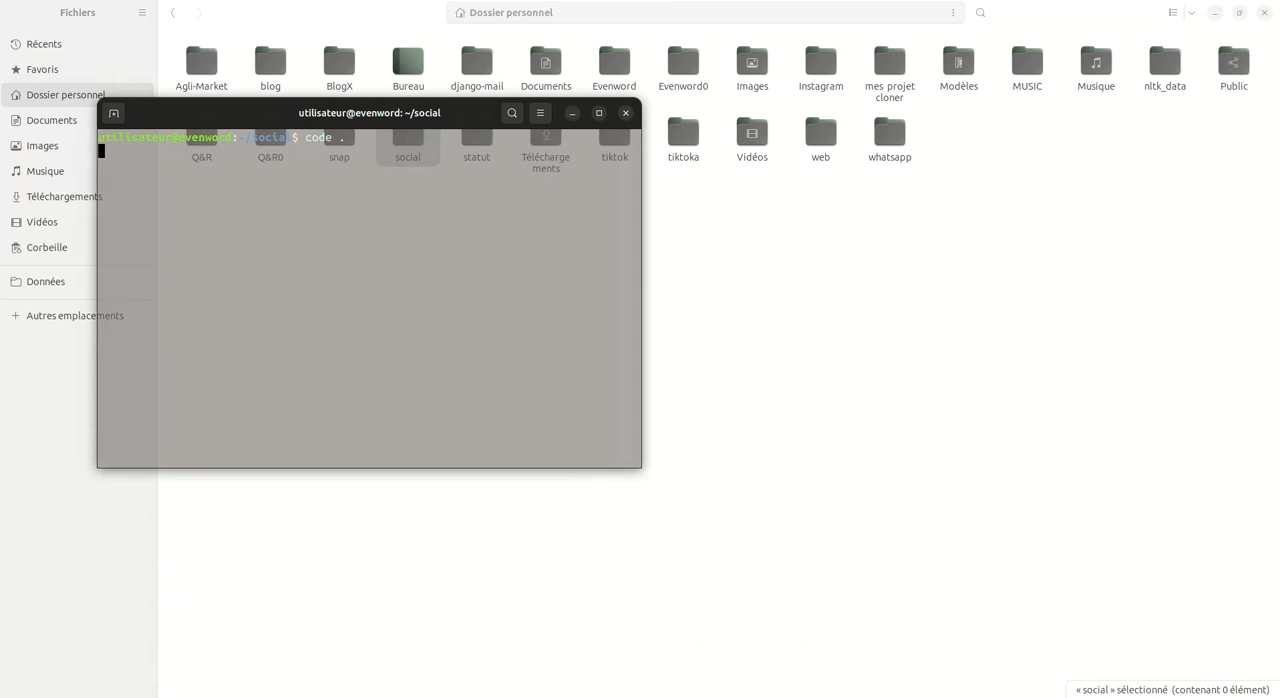 Fichiers
Dossier personnel
Récents
Favoris
Dossier personnel
Documents
Images
Musique
Téléchargements
Vidéos
Corbeille
Données
Autres emplacements
Agli-Market
blog
BlogX
Bureau
django-mail
Documents
Evenword
Evenword0
Images
Instagram
mes projet
cloner
Modèles
MUSIC
Musique
nltk_data
Public
Q&R
Q&R0
snap
social
statut
Télécharge
ments
tiktok
tiktoka
Vidéos
web
whatsapp
utilisateur@evenword: ~/social
utilisateur@evenword:~/social$ code .
« social » sélectionné (contenant 0 élément)